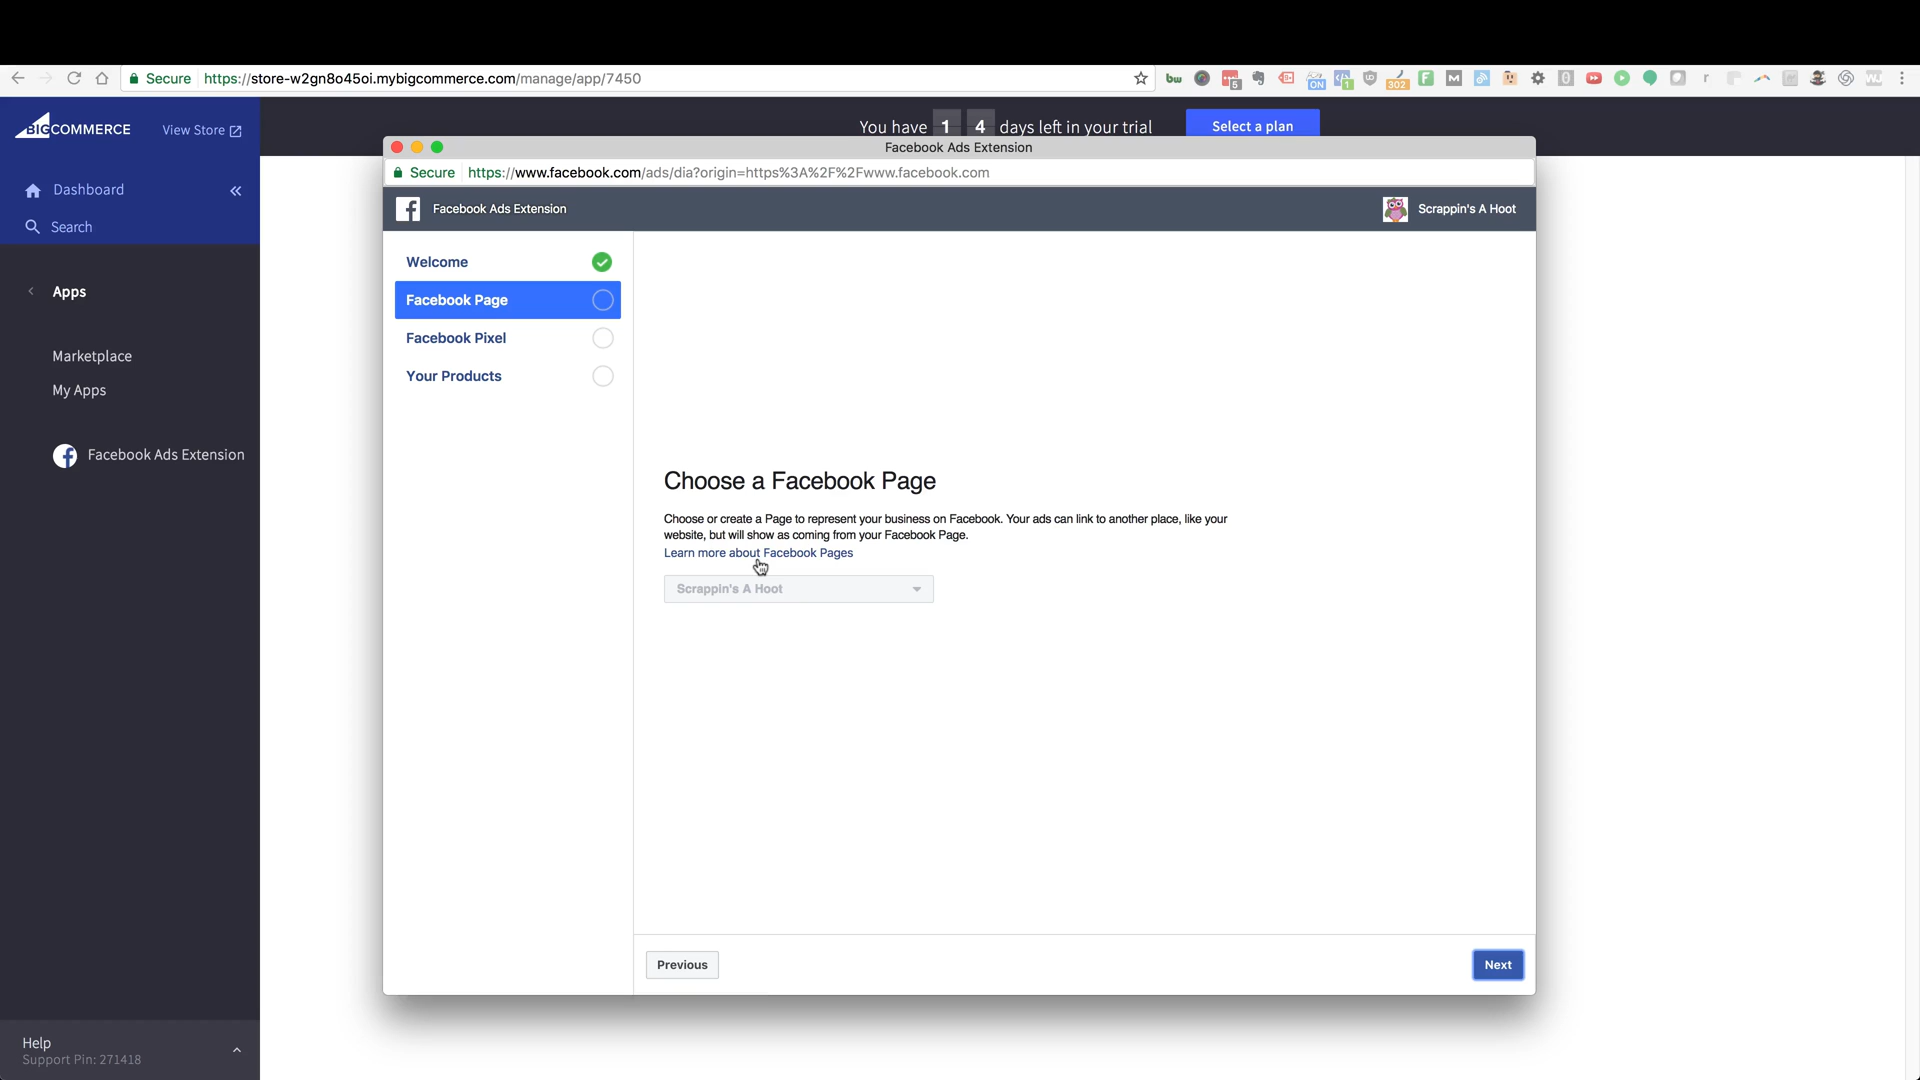 Secure https://store-w2gn8o45oi.mybigcommerce.com/manage/app/7450
bw
5
ON
1
302
BIGCOMMERCE
View Store
You have 1 4 days left in your trial
Select a plan
Facebook Ads Extension
Secure https://www.facebook.com/ads/dia?origin=https%3A%2F%2Fwww.facebook.com
Dashboard
Search
Facebook Ads Extension
Scrappin's A Hoot
Welcome
Facebook Page
Facebook Pixel
Your Products
Apps
Marketplace
My Apps
Facebook Ads Extension
Choose a Facebook Page
Choose or create a Page to represent your business on Facebook. Your ads can link to another place, like your
website, but will show as coming from your Facebook Page.
Learn more about Facebook Pages
Scrappin's A Hoot
Previous
Next
Help
Support Pin: 271418